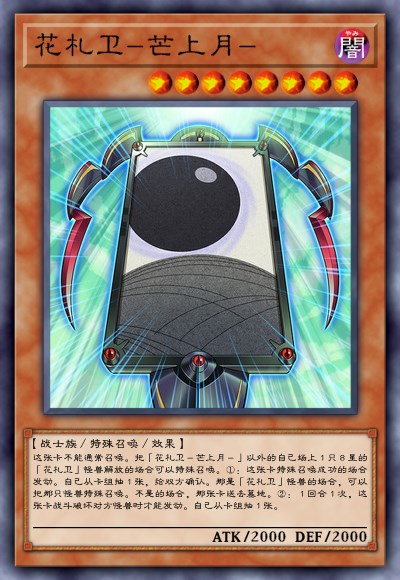 花札卫－芒上月－
やみ
闇
【战士族／特殊召唤／效果】
这张卡不能通常召唤。把「花札卫－芒上月－」以外的自己场上1只8星的
「花札卫」怪兽解放的场合可以特殊召唤。①：这张卡特殊召唤成功的场合
发动。自己从卡组抽1张，给双方确认。那是「花札卫」怪兽的场合，可以
把那只怪兽特殊召唤。不是的场合，那张卡送去墓地。②：1回合1次，这
张卡战斗破坏对方怪兽时才能发动。自己从卡组抽1张。
ATK/2000 DEF/2000